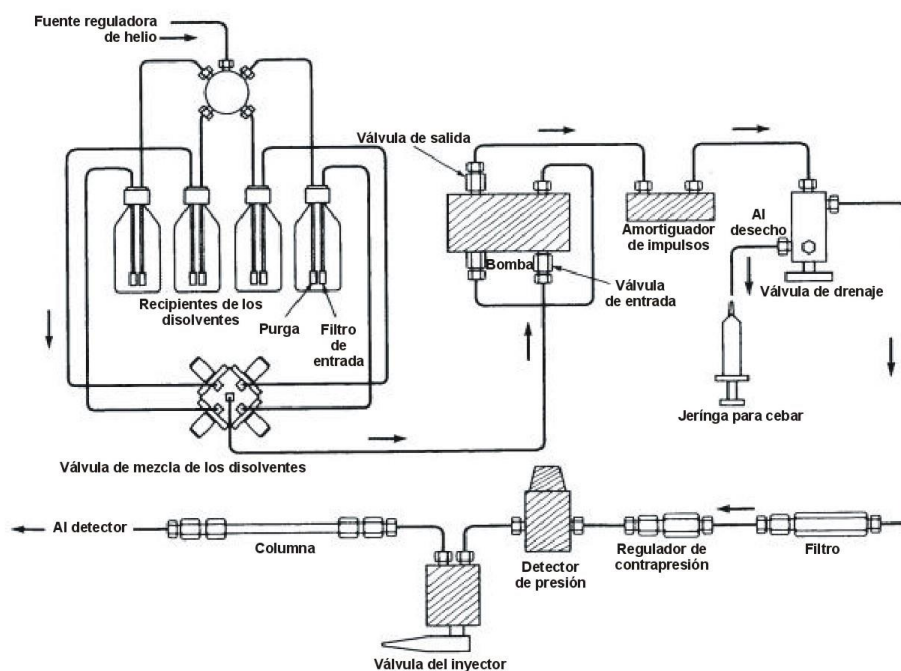 Fuente reguladora
de helio
Válvula de salida
Recipientes de los
disolventes
Purga
Filtro
de
entrada
Bomba
Válvula
de entrada
Amortiguador
de impulsos
Al
desecho
Válvula de drenaje
Jerínga para cebar
Válvula de mezcla de los disolventes
Al detector
Columna
Válvula del inyector
Detector
de presión
Regulador de
contrapresión
Filtro